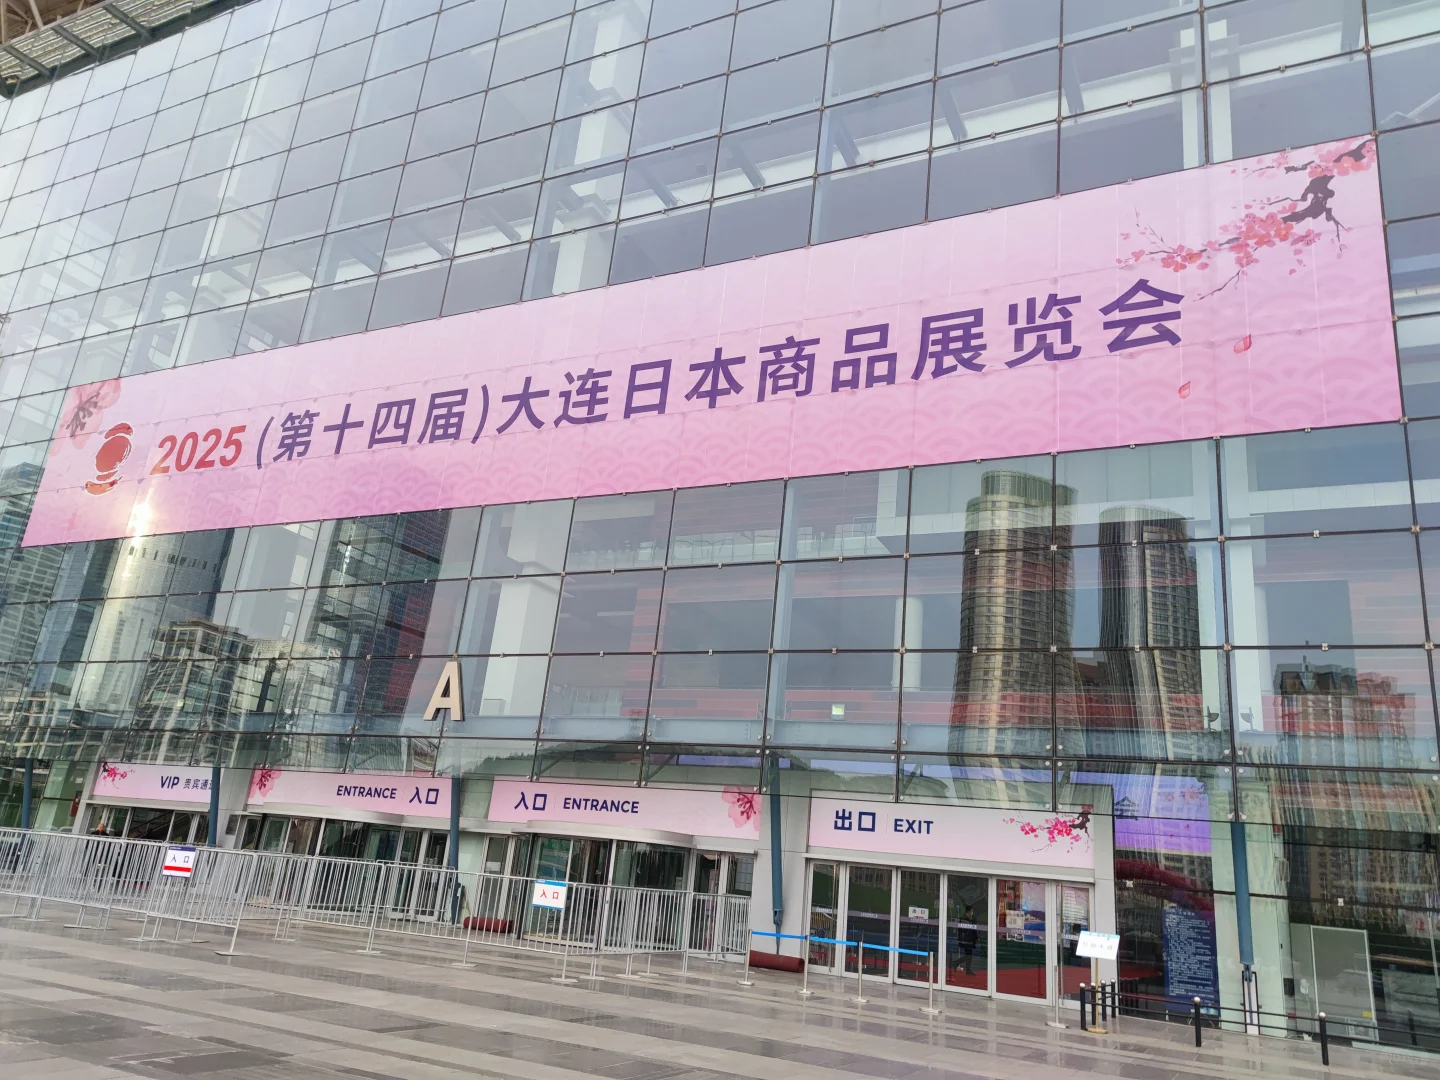 2025 (第十四届)大连日本商品展览会
A
VIP 贵宾通
ENTRANCE 入口
入口 ENTRANCE
出口 EXIT
入 口
入 口